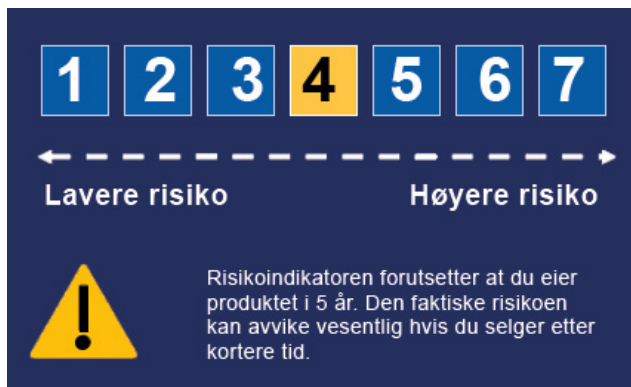 1 2 3 4 5 6 7
Lavere risiko Høyere risiko
Risikoindikatoren forutsetter at du eier
produktet i 5 år. Den faktiske risikoen
kan avvike vesentlig hvis du selger etter
kortere tid.